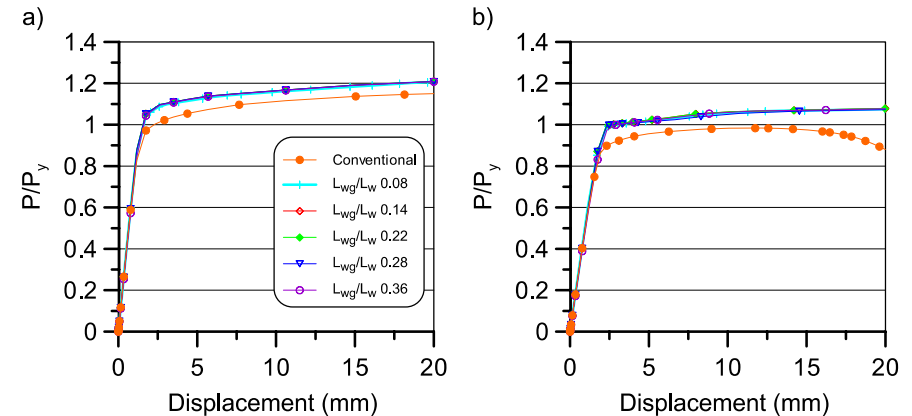 a)
1.4
1.2
1
0.8
0.6
0.4
0.2
0
P/Py
0 5 10 15 20
Displacement (mm)
Conventional
Lwg/Lw 0.08
Lwg/Lw 0.14
Lwg/Lw 0.22
Lwg/Lw 0.28
Lwg/Lw 0.36
b)
1.4
1.2
1
0.8
0.6
0.4
0.2
0
P/Py
0 5 10 15 20
Displacement (mm)